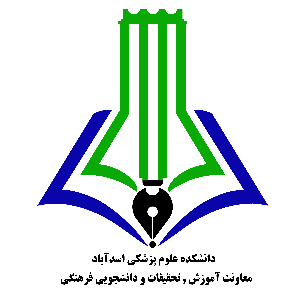 دانشکده علوم پزشکی اسدآباد
معاونت آموزش , تحقیقات و دانشجویی فرهنگی